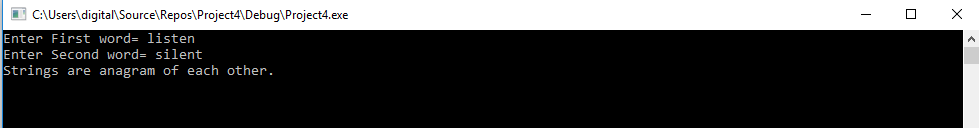 C:\Users\digital\Source\Repos\Project4\Debug\Project4.exe
Enter First word= listen
Enter Second word= silent
Strings are anagram of each other.